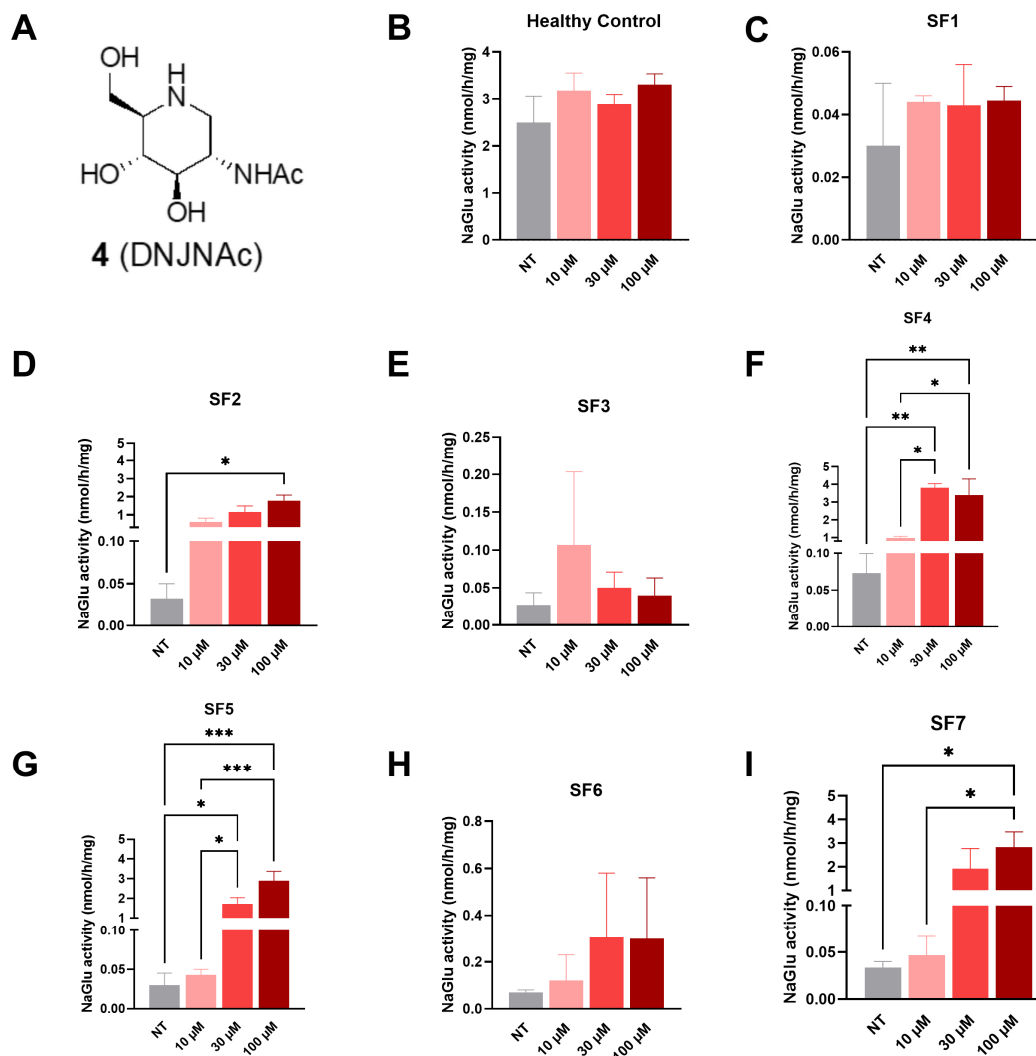 A
OH
H
N
HO
NHAc
OH
4 (DNJNAc)
B
Healthy Control
NaGlu activity (nmol/h/mg)
4
3
2
1
0
NT
10 µM
30 µM
100 µM
C
SF1
NaGlu activity (nmol/h/mg)
0.06
0.04
0.02
0.00
NT
10 µM
30 µM
100 µM
D
SF2
NaGlu activity (nmol/h/mg)
5
4
3
2
1
0.10
0.05
0.00
*
NT
10 µM
30 µM
100 µM
E
SF3
NaGlu activity (nmol/h/mg)
0.25
0.20
0.15
0.10
0.05
0.00
NT
10 µM
30 µM
100 µM
F
SF4
**
*
**
*
NaGlu activity (nmol/h/mg)
5
4
3
2
1
0.10
0.05
0.00
NT
10 µM
30 µM
100 µM
G
SF5
***
***
*
*
NaGlu activity (nmol/h/mg)
5
4
3
2
1
0.10
0.05
0.00
NT
10 µM
30 µM
100 µM
H
SF6
NaGlu activity (nmol/h/mg)
0.8
0.6
0.4
0.2
0.0
NT
10 µM
30 µM
100 µM
I
SF7
*
*
NaGlu activity (nmol/h/mg)
5
4
3
2
1
0.10
0.05
0.00
NT
10 µM
30 µM
100 µM